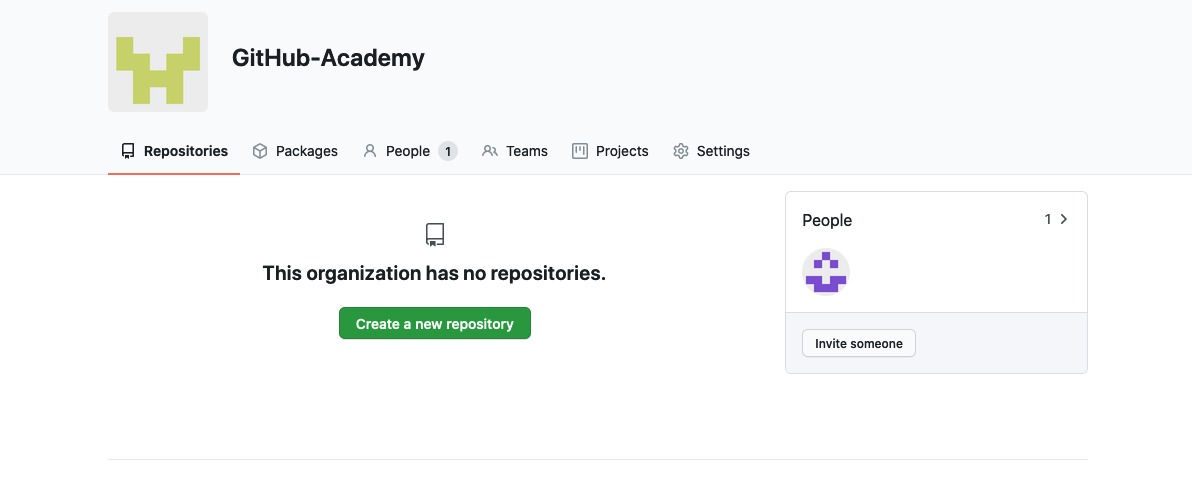 GitHub-Academy
Repositories Packages People 1 Teams Projects Settings
This organization has no repositories.
Create a new repository
People 1
Invite someone